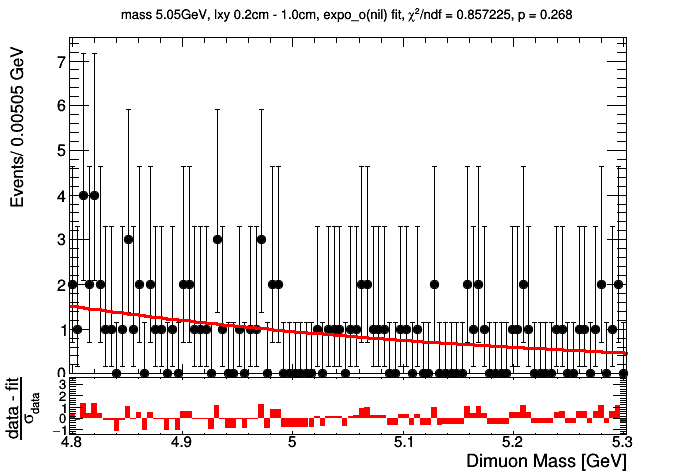 mass 5.05GeV, lxy 0.2cm - 1.0cm, expo_o(nil) fit, χ²/ndf = 0.857225, p = 0.268
Events/ 0.00505 GeV
7
6
5
4
3
2
1
0
data - fit
σdata
3
2
1
0
−1
4.8 4.9 5 5.1 5.2 5.3
Dimuon Mass [GeV]